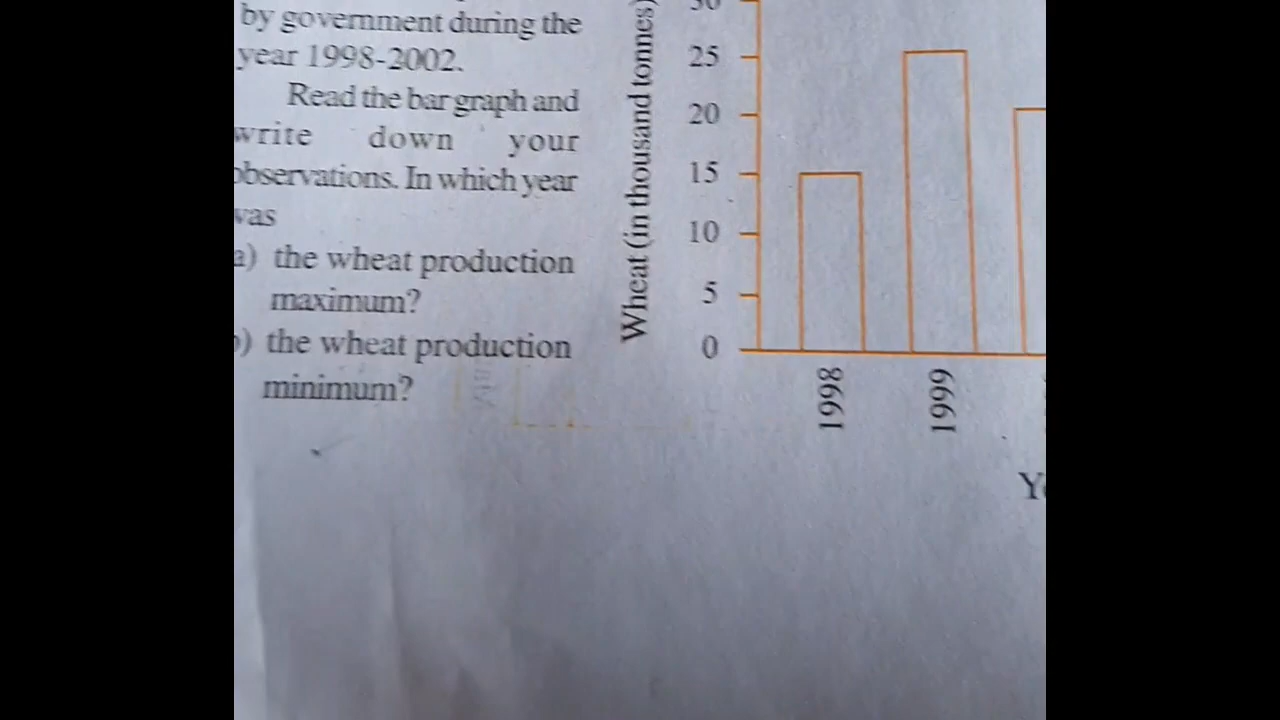 by government during the
year 1998-2002.
Read the bar graph and
write down your
observations. In which year
was
a) the wheat production
maximum?
b) the wheat production
minimum?
Wheat (in thousand tonnes)
30
25
20
15
10
5
0
1998
1999